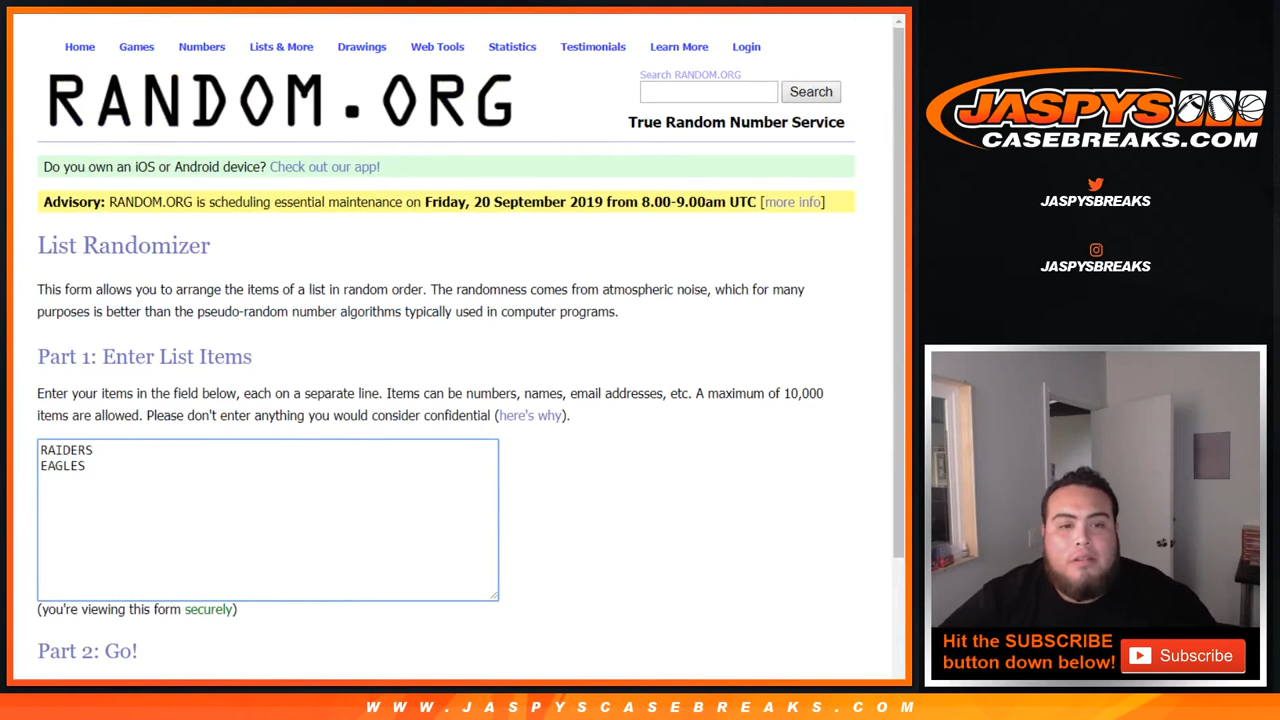 Home Games Numbers Lists & More Drawings Web Tools Statistics Testimonials Learn More Login
RANDOM.ORG
Search RANDOM.ORG
Search
True Random Number Service
Do you own an iOS or Android device? Check out our app!
Advisory: RANDOM.ORG is scheduling essential maintenance on Friday, 20 September 2019 from 8.00-9.00am UTC [more info]
List Randomizer
This form allows you to arrange the items of a list in random order. The randomness comes from atmospheric noise, which for many
purposes is better than the pseudo-random number algorithms typically used in computer programs.
Part 1: Enter List Items
Enter your items in the field below, each on a separate line. Items can be numbers, names, email addresses, etc. A maximum of 10,000
items are allowed. Please don't enter anything you would consider confidential (here's why).
RAIDERS
EAGLES
(you're viewing this form securely)
Part 2: Go!
JASPYS
CASEBREAKS.COM
JASPYSBREAKS
JASPYSBREAKS
Hit the SUBSCRIBE
button down below!
Subscribe
WWW.JASPYSCASEBREAKS.COM